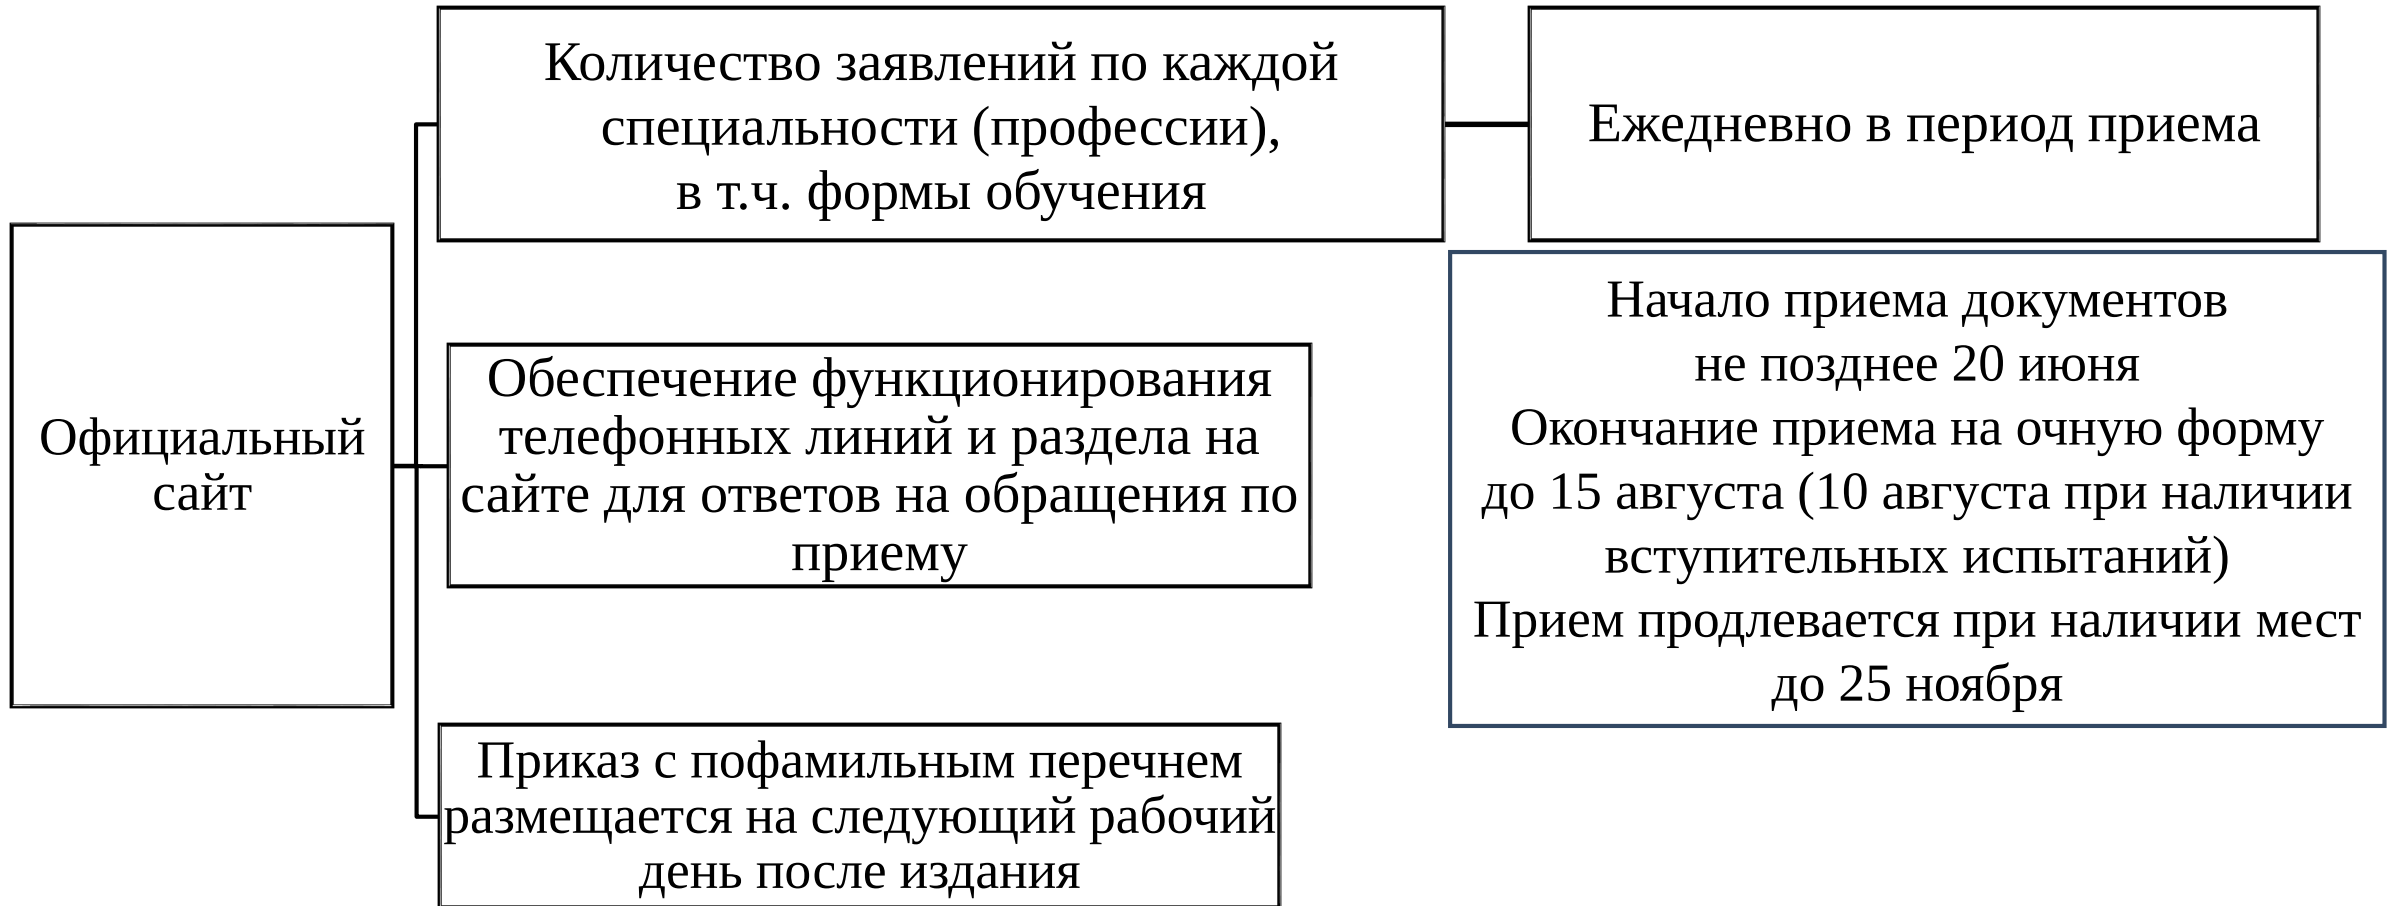 Официальный
сайт
Количество заявлений по каждой
специальности (профессии),
в т.ч. формы обучения
Ежедневно в период приема
Обеспечение функционирования
телефонных линий и раздела на
сайте для ответов на обращения по
приему
Приказ с пофамильным перечнем
размещается на следующий рабочий
день после издания
Начало приема документов
не позднее 20 июня
Окончание приема на очную форму
до 15 августа (10 августа при наличии
вступительных испытаний)
Прием продлевается при наличии мест
до 25 ноября